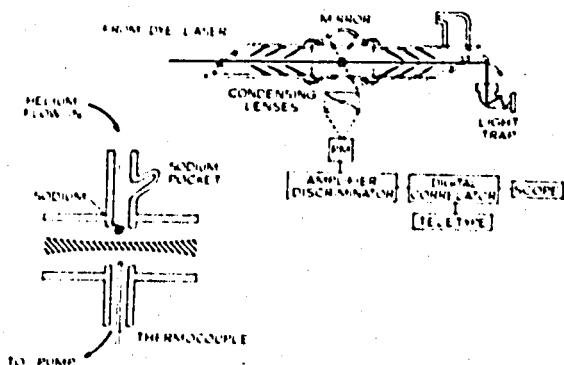 FROM DYE LASER
MIRROR
CONDENSING
LENSES
LIGHT
TRAP
PM
AMPLIFIER
DISCRIMINATOR
DIGITAL
CORRELATOR
SCOPE
TELETYPE
HELIUM
FLOW IN
SODIUM
POCKET
SODIUM
THERMOCOUPLE
TO PUMP